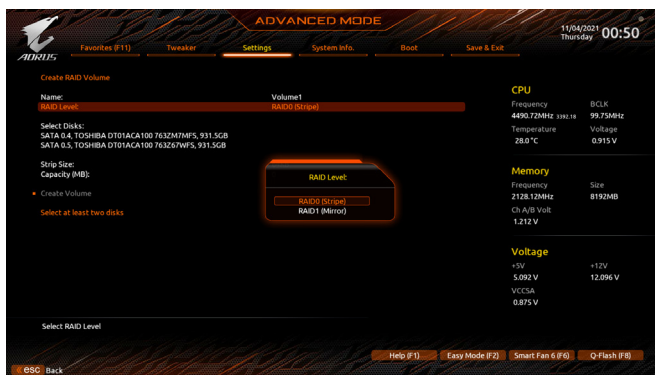 ADVANCED MODE
11/04/2021 Thursday 00:50
AORUS
Favorites (F11) Tweaker Settings System Info. Boot Save & Exit
Create RAID Volume
Name: Volume1
RAID Level: RAID0 (Stripe)
Select Disks:
SATA 0.4, TOSHIBA DT01ACA100 763ZM7MFS, 931.5GB
SATA 0.5, TOSHIBA DT01ACA100 763Z67WFS, 931.5GB
Strip Size:
Capacity (MB):
Create Volume
Select at least two disks
RAID Level:
RAID0 (Stripe)
RAID1 (Mirror)
CPU
Frequency BCLK
4490.72MHz 3392.18 99.75MHz
Temperature Voltage
28.0 °C 0.915 V
Memory
Frequency Size
2128.12MHz 8192MB
Ch A/B Volt
1.212 V
Voltage
+5V +12V
5.092 V 12.096 V
VCCSA
0.875 V
Select RAID Level
Help (F1) Easy Mode (F2) Smart Fan 6 (F6) Q-Flash (F8)
esc Back